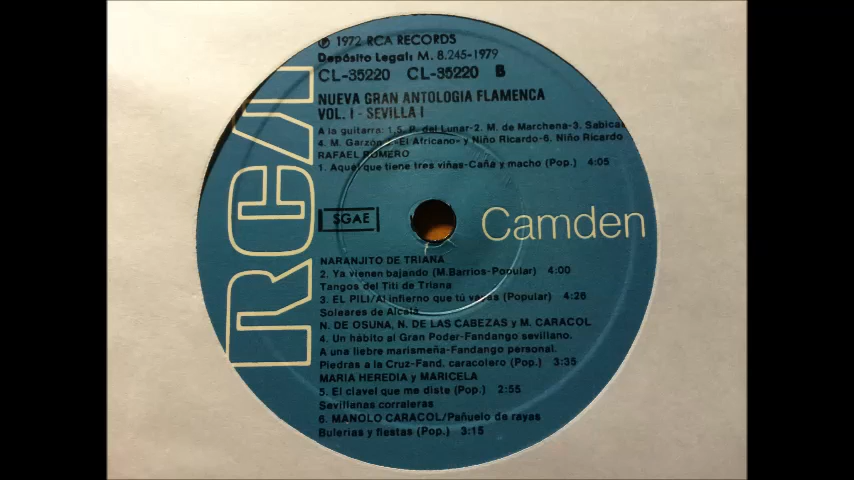 ℗ 1972 RCA RECORDS
Depósito Legal: M. 8.245-1979
CL-35220 CL-35220 B
NUEVA GRAN ANTOLOGIA FLAMENCA
VOL. I - SEVILLA I
A la guitarra: 1,5. P. del Lunar-2. M. de Marchena-3. Sabicas
4. M. Garzón, «El Africano» y Niño Ricardo-6. Niño Ricardo
RAFAEL ROMERO
1. Aquel que tiene tres viñas-Caña y macho (Pop.) 4:05
RCA
SGAE
Camden
NARANJITO DE TRIANA
2. Ya vienen bajando (M. Barrios-Popular) 4:00
Tangos del Titi de Triana
3. EL PILI/Al infierno que tú vayas (Popular) 4:26
Soleares de Alcalá
N. DE OSUNA, N. DE LAS CABEZAS y M. CARACOL
4. Un hábito al Gran Poder-Fandango sevillano.
A una liebre marismeña-Fandango personal.
Piedras a la Cruz-Fand. caracolero (Pop.) 3:35
MARIA HEREDIA y MARICELA
5. El clavel que me diste (Pop.) 2:55
Sevillanas corraleras
6. MANOLO CARACOL/Pañuelo de rayas
Bulerías y fiestas (Pop.) 3:15